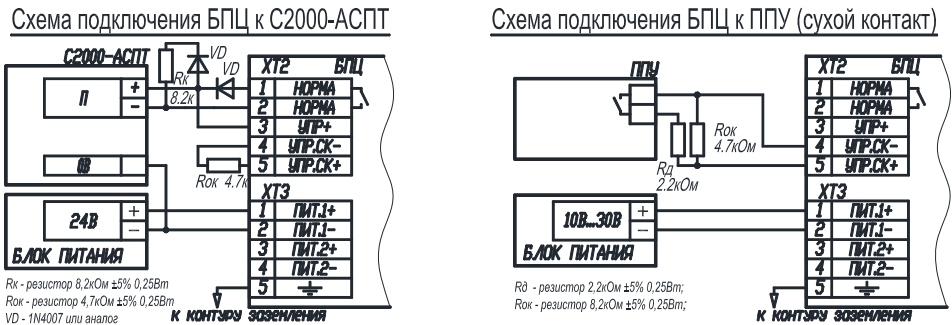 Схема подключения БПЦ к С2000-АСПТ
С2000-АСПТ
П
+
−
0В
24В
+
−
БЛОК ПИТАНИЯ
Rк
8.2к
VD
VD
Rок 4.7к
ХТ2
БПЦ
1 НОРМА
2 НОРМА
3 УПР+
4 УПР.СК-
5 УПР.СК+
ХТ3
1 ПИТ.1+
2 ПИТ.1-
3 ПИТ.2+
4 ПИТ.2-
5
К КОНТУРУ ЗАЗЕМЛЕНИЯ
Rк - резистор 8,2кОм ±5% 0,25Вт
Rок - резистор 4,7кОм ±5% 0,25Вт
VD - 1N4007 или аналог
Схема подключения БПЦ к ППУ (сухой контакт)
ППУ
Rок
4.7кОм
Rд
2.2кОм
10В...30В
+
−
БЛОК ПИТАНИЯ
ХТ2
БПЦ
1 НОРМА
2 НОРМА
3 УПР+
4 УПР.СК-
5 УПР.СК+
ХТ3
1 ПИТ.1+
2 ПИТ.1-
3 ПИТ.2+
4 ПИТ.2-
5
К КОНТУРУ ЗАЗЕМЛЕНИЯ
Rд - резистор 2,2кОм ±5% 0,25Вт;
Rок - резистор 8,2кОм ±5% 0,25Вт;